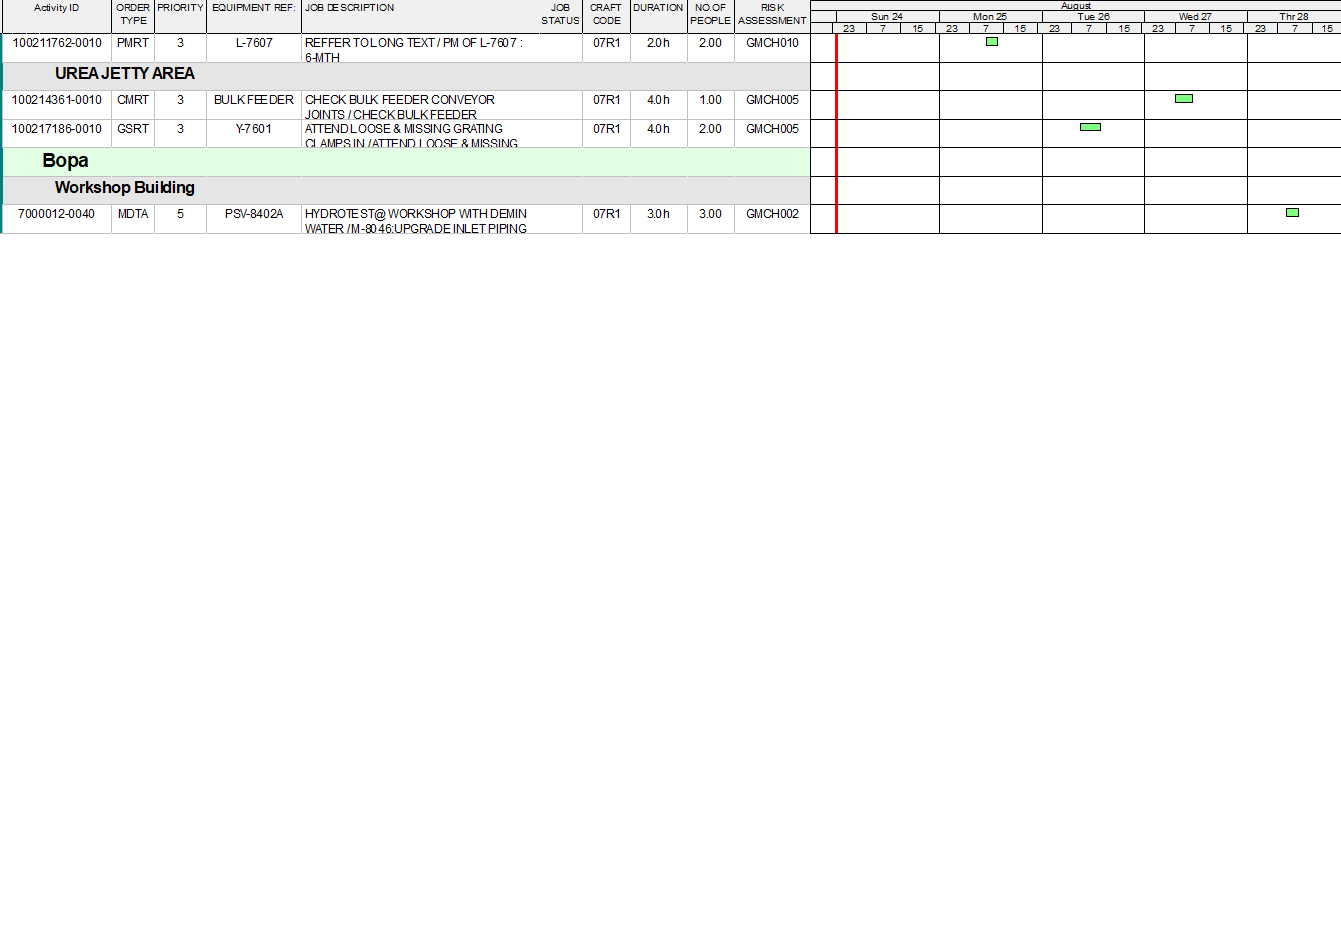 Activity ID ORDER TYPE PRIORITY EQUIPMENT REF: JOB DESCRIPTION JOB STATUS CRAFT CODE DURATION NO.OF PEOPLE RISK ASSESSMENT
August
Sun 24 Mon 25 Tue 26 Wed 27 Thr 28
23 7 15 23 7 15 23 7 15 23 7 15 23 7 15
100211762-0010 PMRT 3 L-7607 REFFER TO LONG TEXT / PM OF L-7607 : 07R1 2.0h 2.00 GMCH010
6-MTH
UREA JETTY AREA
100214361-0010 CMRT 3 BULK FEEDER CHECK BULK FEEDER CONVEYOR 07R1 4.0h 1.00 GMCH005
JOINTS / CHECK BULK FEEDER
100217186-0010 GSRT 3 Y-7601 ATTEND LOOSE & MISSING GRATING 07R1 4.0h 2.00 GMCH005
CLAMPS IN / ATTEND LOOSE & MISSING
Bopa
Workshop Building
7000012-0040 MDTA 5 PSV-8402A HYDROTEST@ WORKSHOP WITH DEMIN 07R1 3.0h 3.00 GMCH002
WATER / M-8046:UPGRADE INLET PIPING